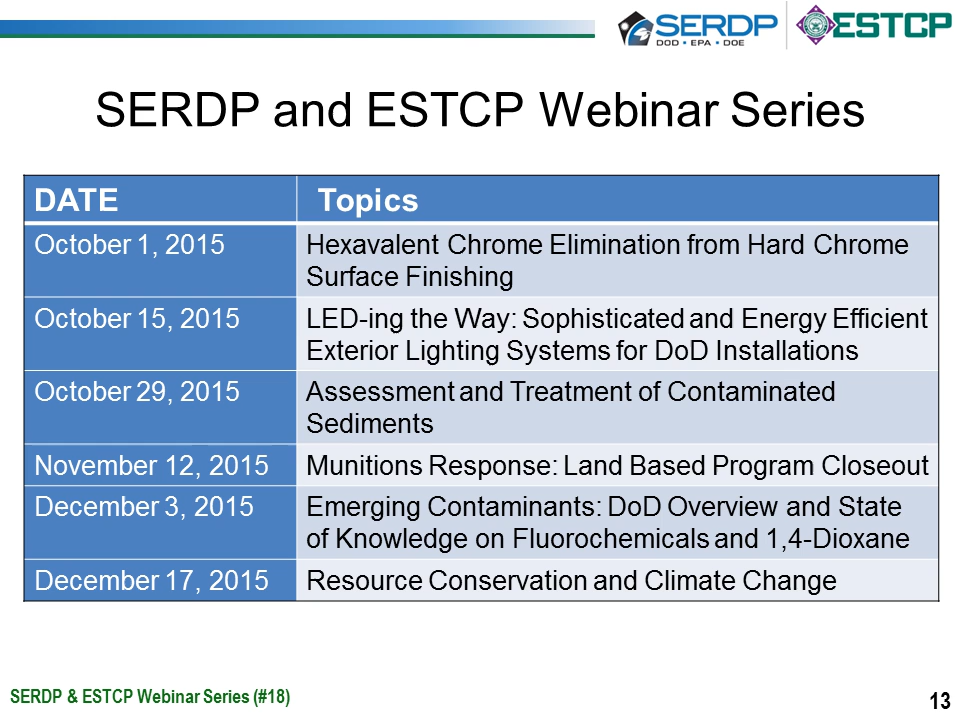 SERDP
DOD • EPA • DOE
ESTCP
SERDP and ESTCP Webinar Series
DATE Topics
October 1, 2015 Hexavalent Chrome Elimination from Hard Chrome
Surface Finishing
October 15, 2015 LED-ing the Way: Sophisticated and Energy Efficient
Exterior Lighting Systems for DoD Installations
October 29, 2015 Assessment and Treatment of Contaminated
Sediments
November 12, 2015 Munitions Response: Land Based Program Closeout
December 3, 2015 Emerging Contaminants: DoD Overview and State
of Knowledge on Fluorochemicals and 1,4-Dioxane
December 17, 2015 Resource Conservation and Climate Change
SERDP & ESTCP Webinar Series (#18)
13